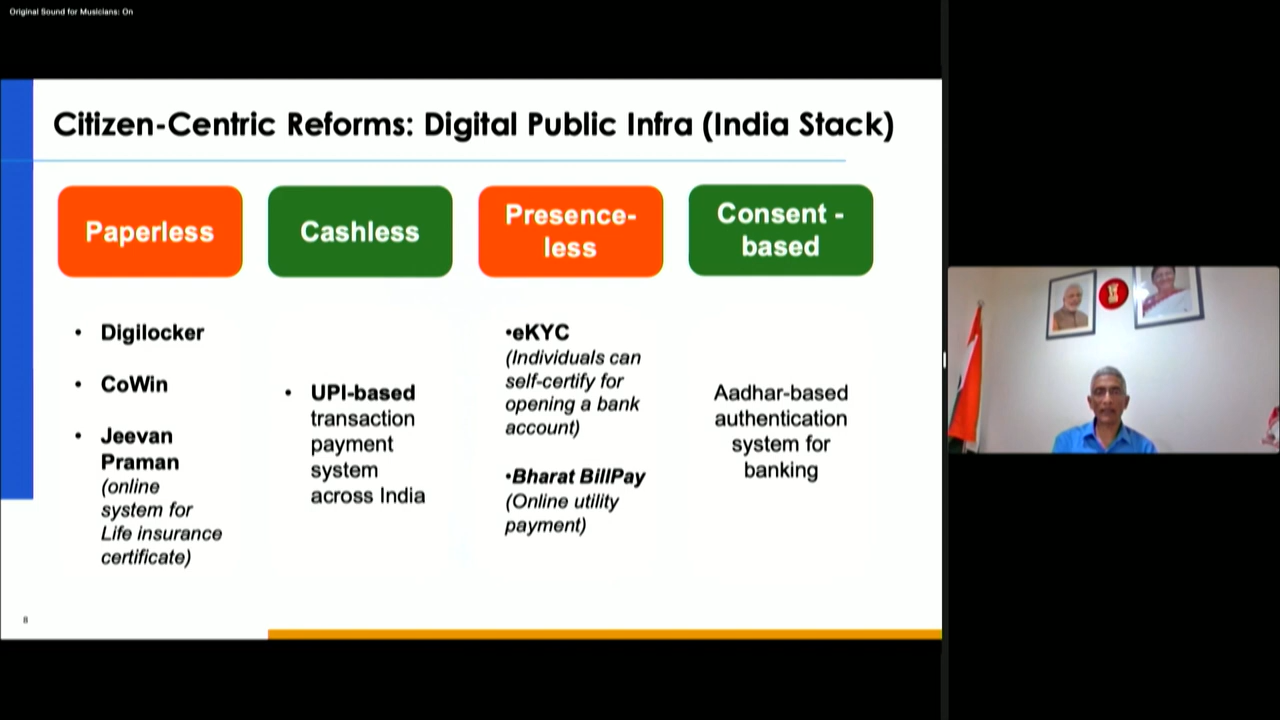 Original Sound for Musicians: On
Citizen-Centric Reforms: Digital Public Infra (India Stack)
Paperless
Cashless
Presence-
less
Consent -
based
• Digilocker
• CoWin
• Jeevan
Praman
(online
system for
Life insurance
certificate)
• UPI-based
transaction
payment
system
across India
•eKYC
(Individuals can
self-certify for
opening a bank
account)
•Bharat BillPay
(Online utility
payment)
Aadhar-based
authentication
system for
banking
8